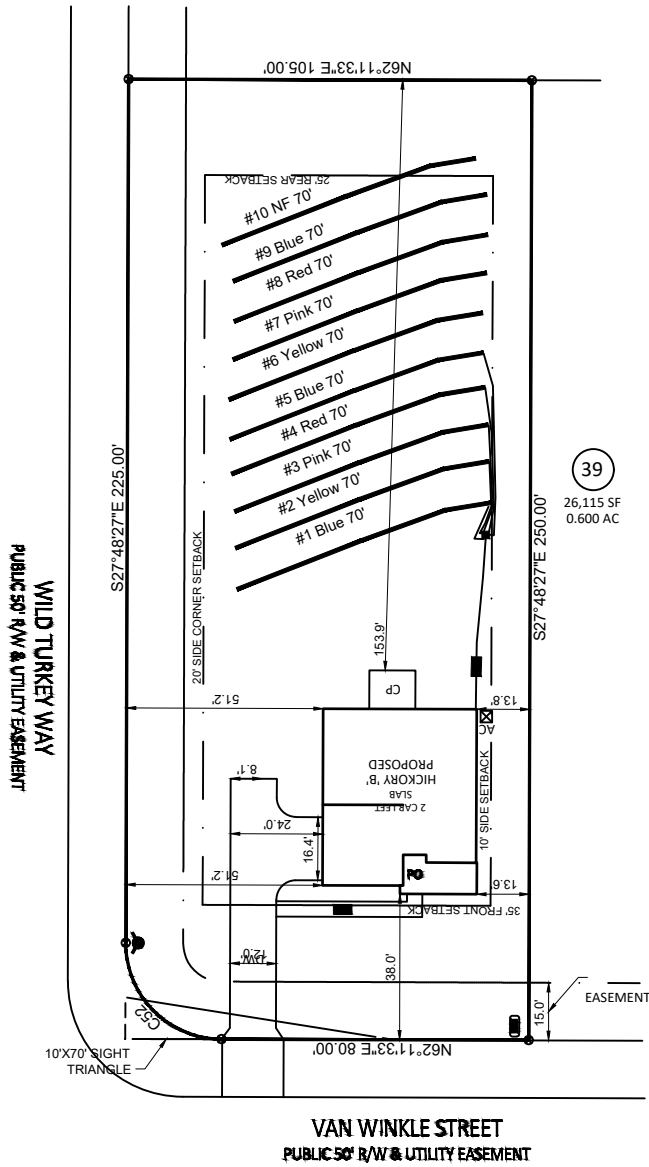 N62°11'33"E 105.00'
25' REAR SETBACK
#10 NF 70'
#9 Blue 70'
#8 Red 70'
#7 Pink 70'
#6 Yellow 70'
#5 Blue 70'
#4 Red 70'
#3 Pink 70'
#2 Yellow 70'
#1 Blue 70'
S27°48'27"E 225.00'
39
26,115 SF
0.600 AC
S27°48'27"E 250.00'
20' SIDE CORNER SETBACK
WILD TURKEY WAY
PUBLIC 50' R/W & UTILITY EASEMENT
153.9'
CP
51.2'
13.8'
AC
PROPOSED
HICKORY 'B'
SLAB
2 CAR LEFT
10' SIDE SETBACK
8.1'
24.0'
16.4'
51.2'
PO
13.6'
35' FRONT SETBACK
DW
12.0'
38.0'
15.0'
EASEMENT
C52
10'X70' SIGHT
TRIANGLE
N62°11'33"E 80.00'
VAN WINKLE STREET
PUBLIC 50' R/W & UTILITY EASEMENT